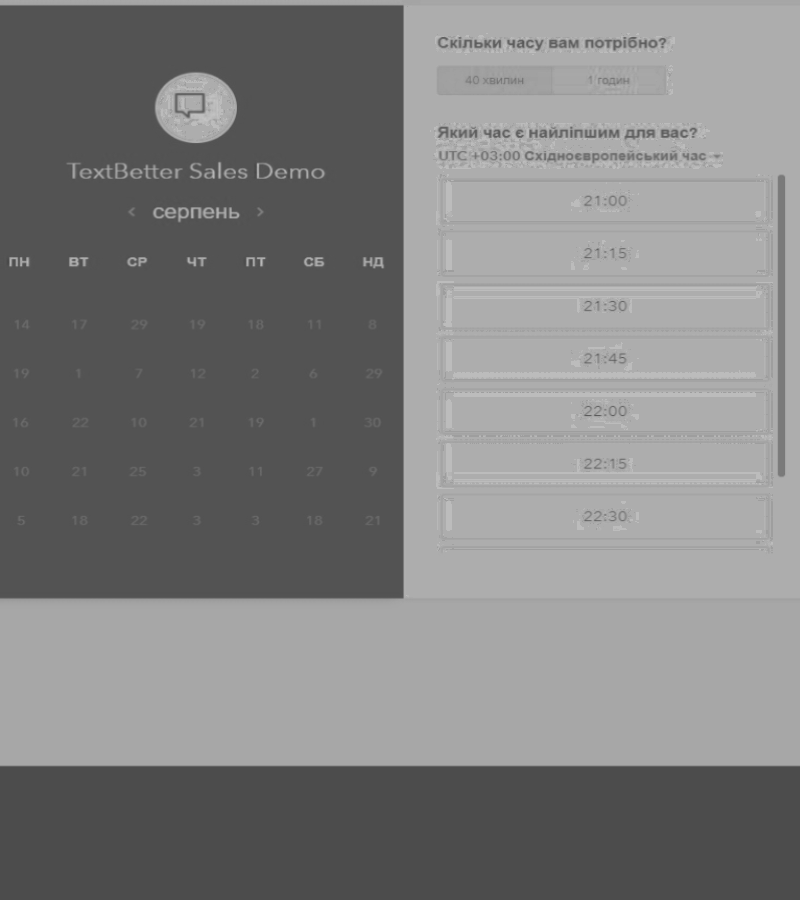 TextBetter Sales Demo
серпень
ПН ВТ СР ЧТ ПТ СБ НД
14 17 29 19 18 11 8
19 1 7 12 2 6 29
16 22 10 21 19 1 30
10 21 25 3 11 27 9
5 18 22 3 3 18 21
Скільки часу вам потрібно?
40 хвилин 1 годин
Який час є найліпшим для вас?
UTC +03:00 Східноєвропейський час
21:00
21:15
21:30
21:45
22:00
22:15
22:30